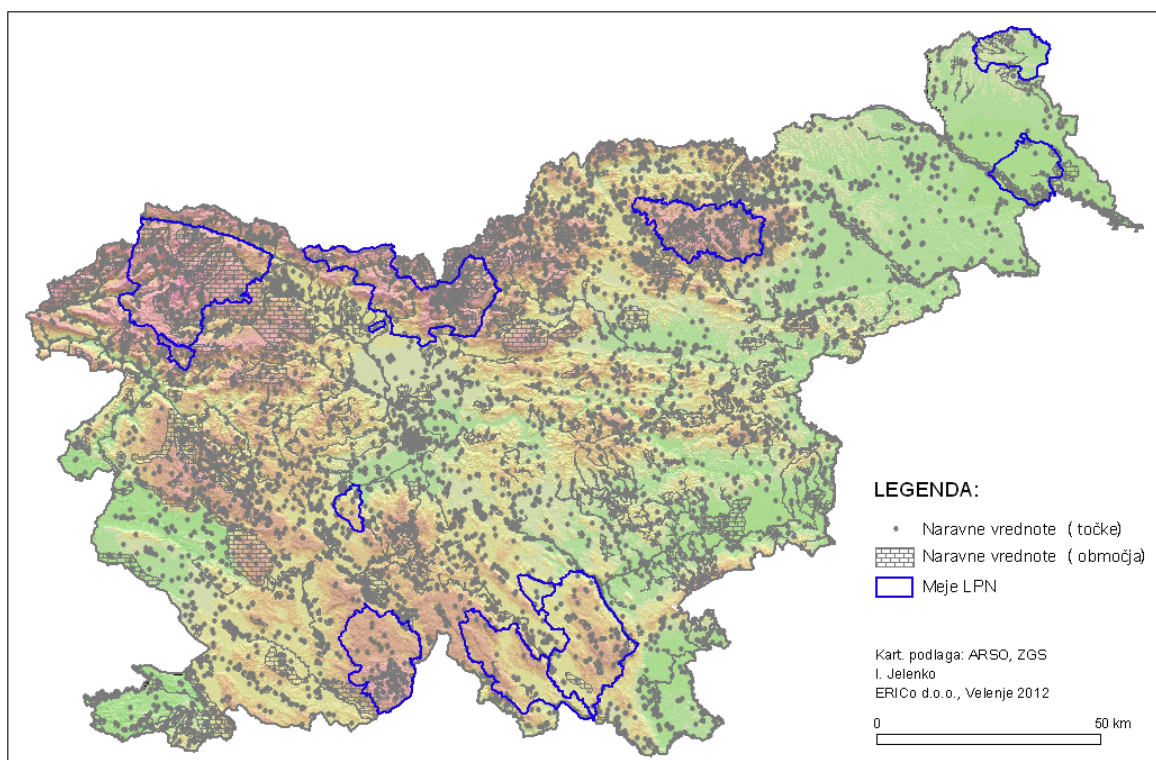 LEGENDA:
Naravne vrednote ( točke)
Naravne vrednote ( območja)
Meje LPN
Kart. podlaga: ARSO, ZGS
I. Jelenko
ERICo d.o.o., Velenje 2012
0 50 km